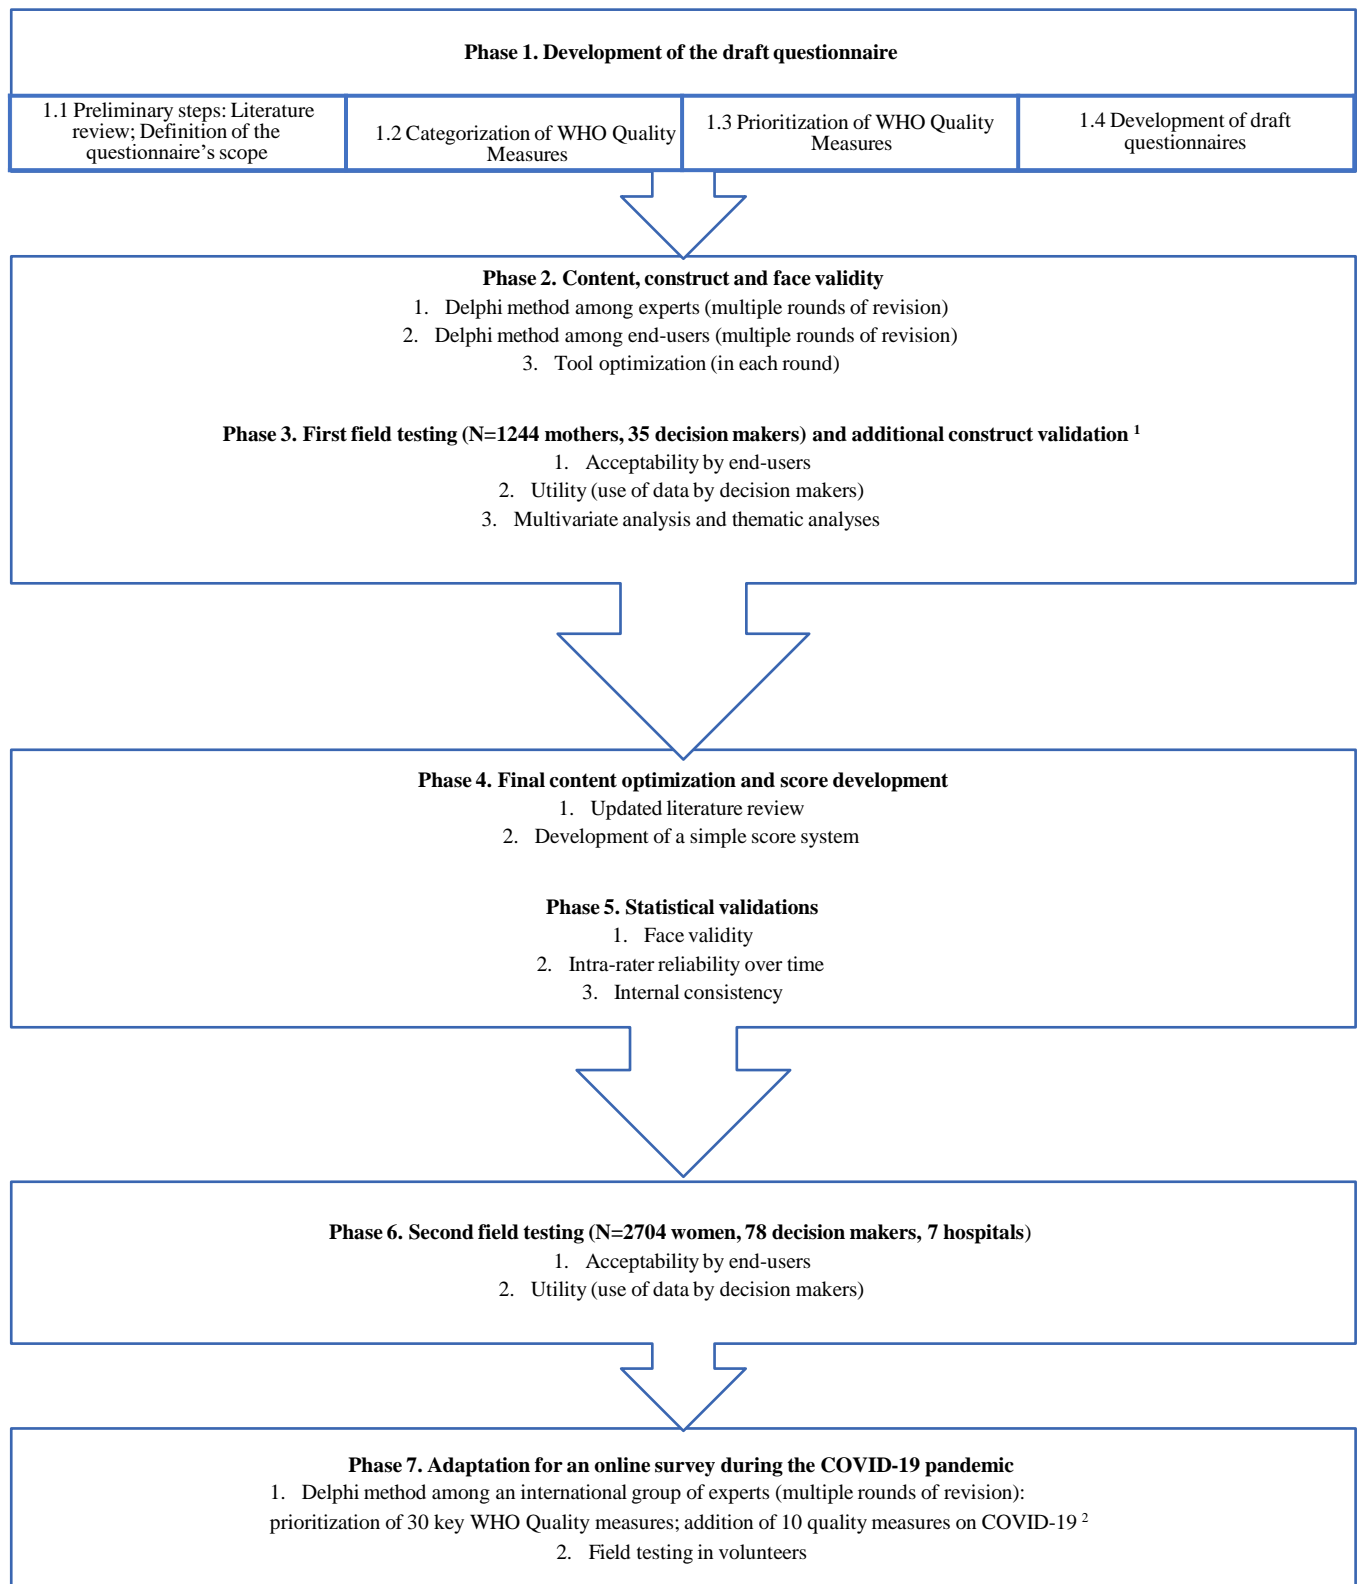 Phase 1. Development of the draft questionnaire
1.1 Preliminary steps: Literature
review; Definition of the
questionnaire’s scope
1.2 Categorization of WHO Quality
Measures
1.3 Prioritization of WHO Quality
Measures
1.4 Development of draft
questionnaires
Phase 2. Content, construct and face validity
1. Delphi method among experts (multiple rounds of revision)
2. Delphi method among end-users (multiple rounds of revision)
3. Tool optimization (in each round)
Phase 3. First field testing (N=1244 mothers, 35 decision makers) and additional construct validation ¹
1. Acceptability by end-users
2. Utility (use of data by decision makers)
3. Multivariate analysis and thematic analyses
Phase 4. Final content optimization and score development
1. Updated literature review
2. Development of a simple score system
Phase 5. Statistical validations
1. Face validity
2. Intra-rater reliability over time
3. Internal consistency
Phase 6. Second field testing (N=2704 women, 78 decision makers, 7 hospitals)
1. Acceptability by end-users
2. Utility (use of data by decision makers)
Phase 7. Adaptation for an online survey during the COVID-19 pandemic
1. Delphi method among an international group of experts (multiple rounds of revision):
prioritization of 30 key WHO Quality measures; addition of 10 quality measures on COVID-19 ²
2. Field testing in volunteers